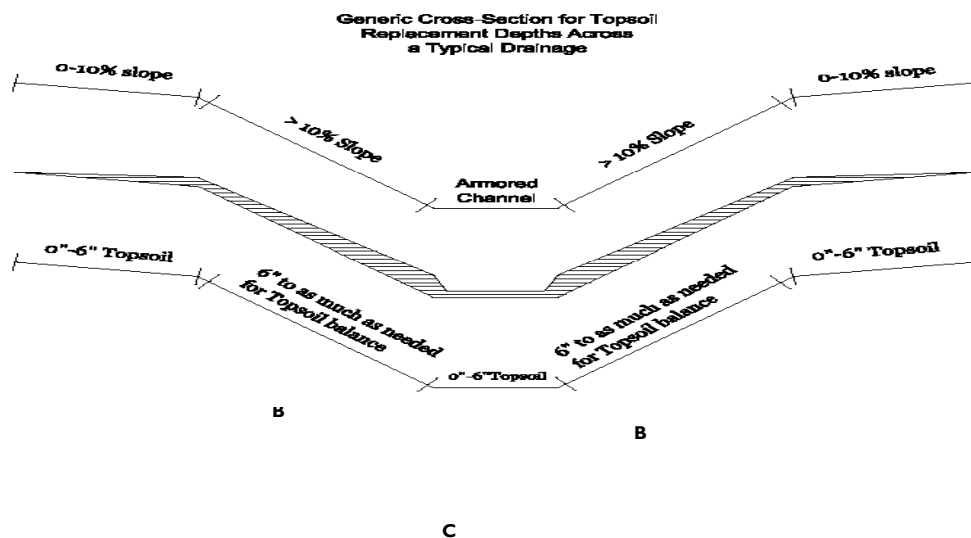 Generic Cross-Section for Topsoil
Replacement Depths Across
a Typical Drainage
0-10% slope
0-10% slope
> 10% Slope
> 10% Slope
Armored
Channel
0"-6" Topsoil
0"-6" Topsoil
6" to as much as needed
for Topsoil balance
6" to as much as needed
for Topsoil balance
0"-6"Topsoil
B
B
C